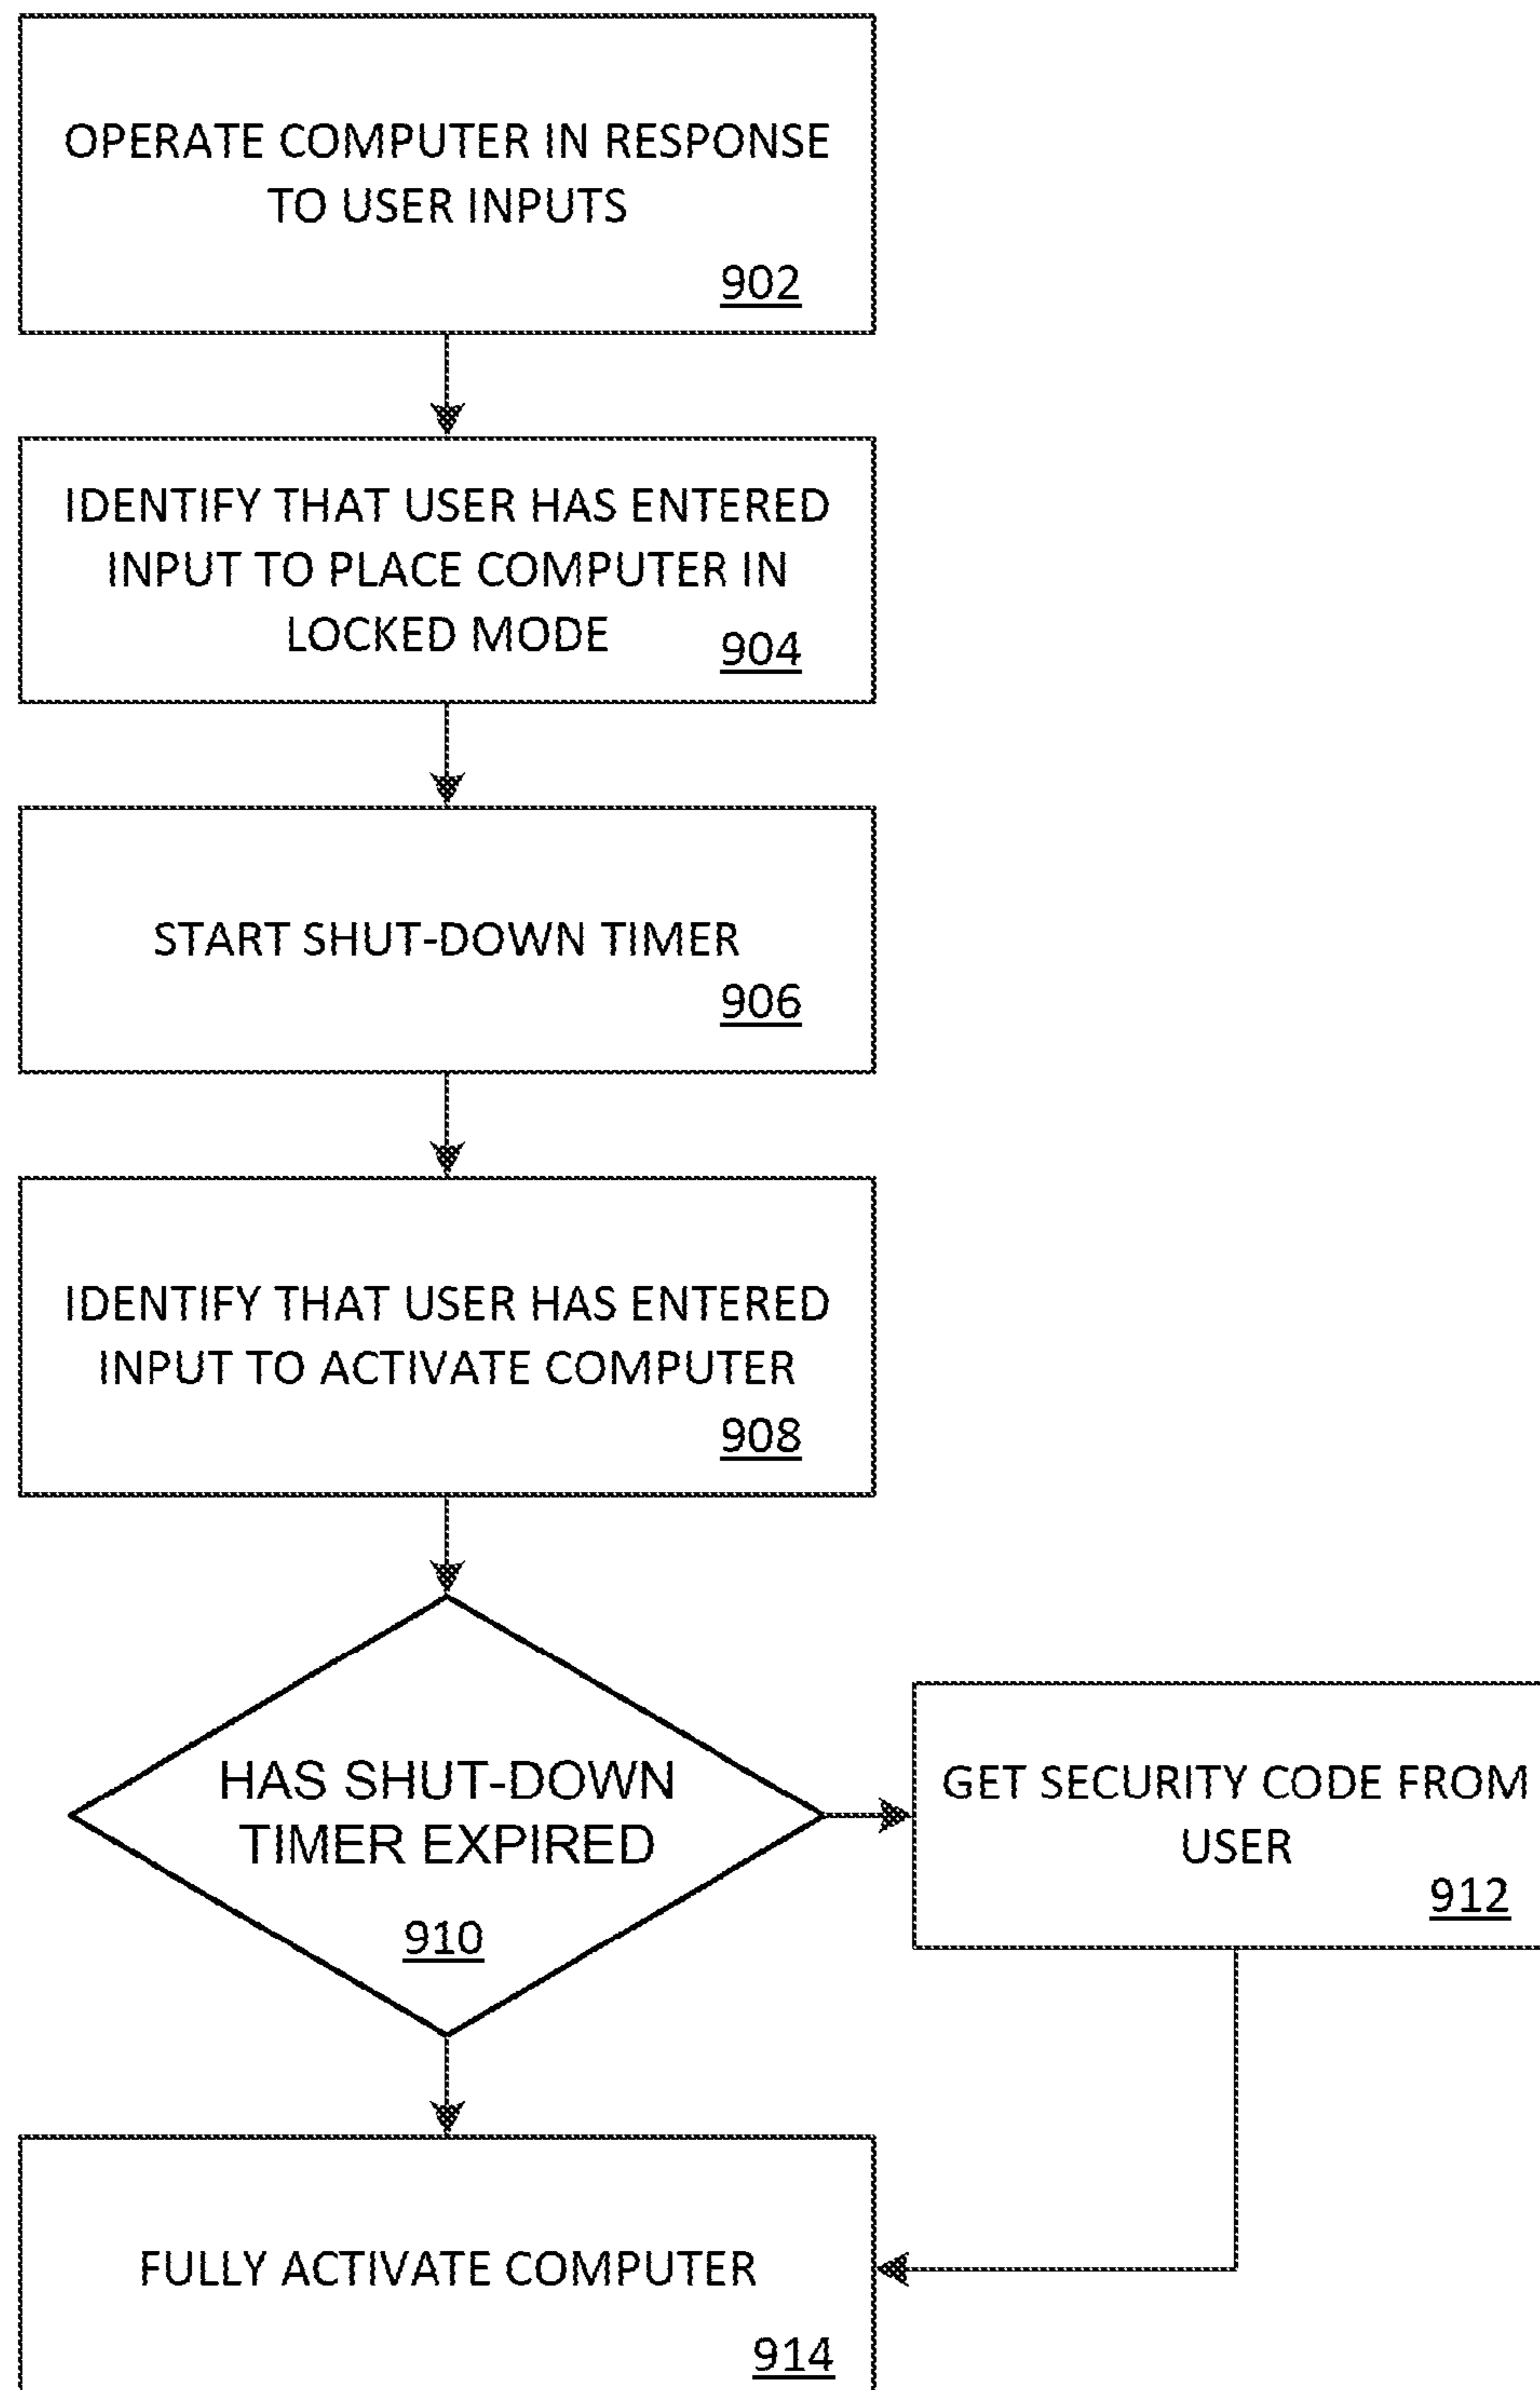 OPERATE COMPUTER IN RESPONSE
TO USER INPUTS
902
IDENTIFY THAT USER HAS ENTERED
INPUT TO PLACE COMPUTER IN
LOCKED MODE
904
START SHUT-DOWN TIMER
906
IDENTIFY THAT USER HAS ENTERED
INPUT TO ACTIVATE COMPUTER
908
HAS SHUT-DOWN
TIMER EXPIRED
910
GET SECURITY CODE FROM
USER
912
FULLY ACTIVATE COMPUTER
914